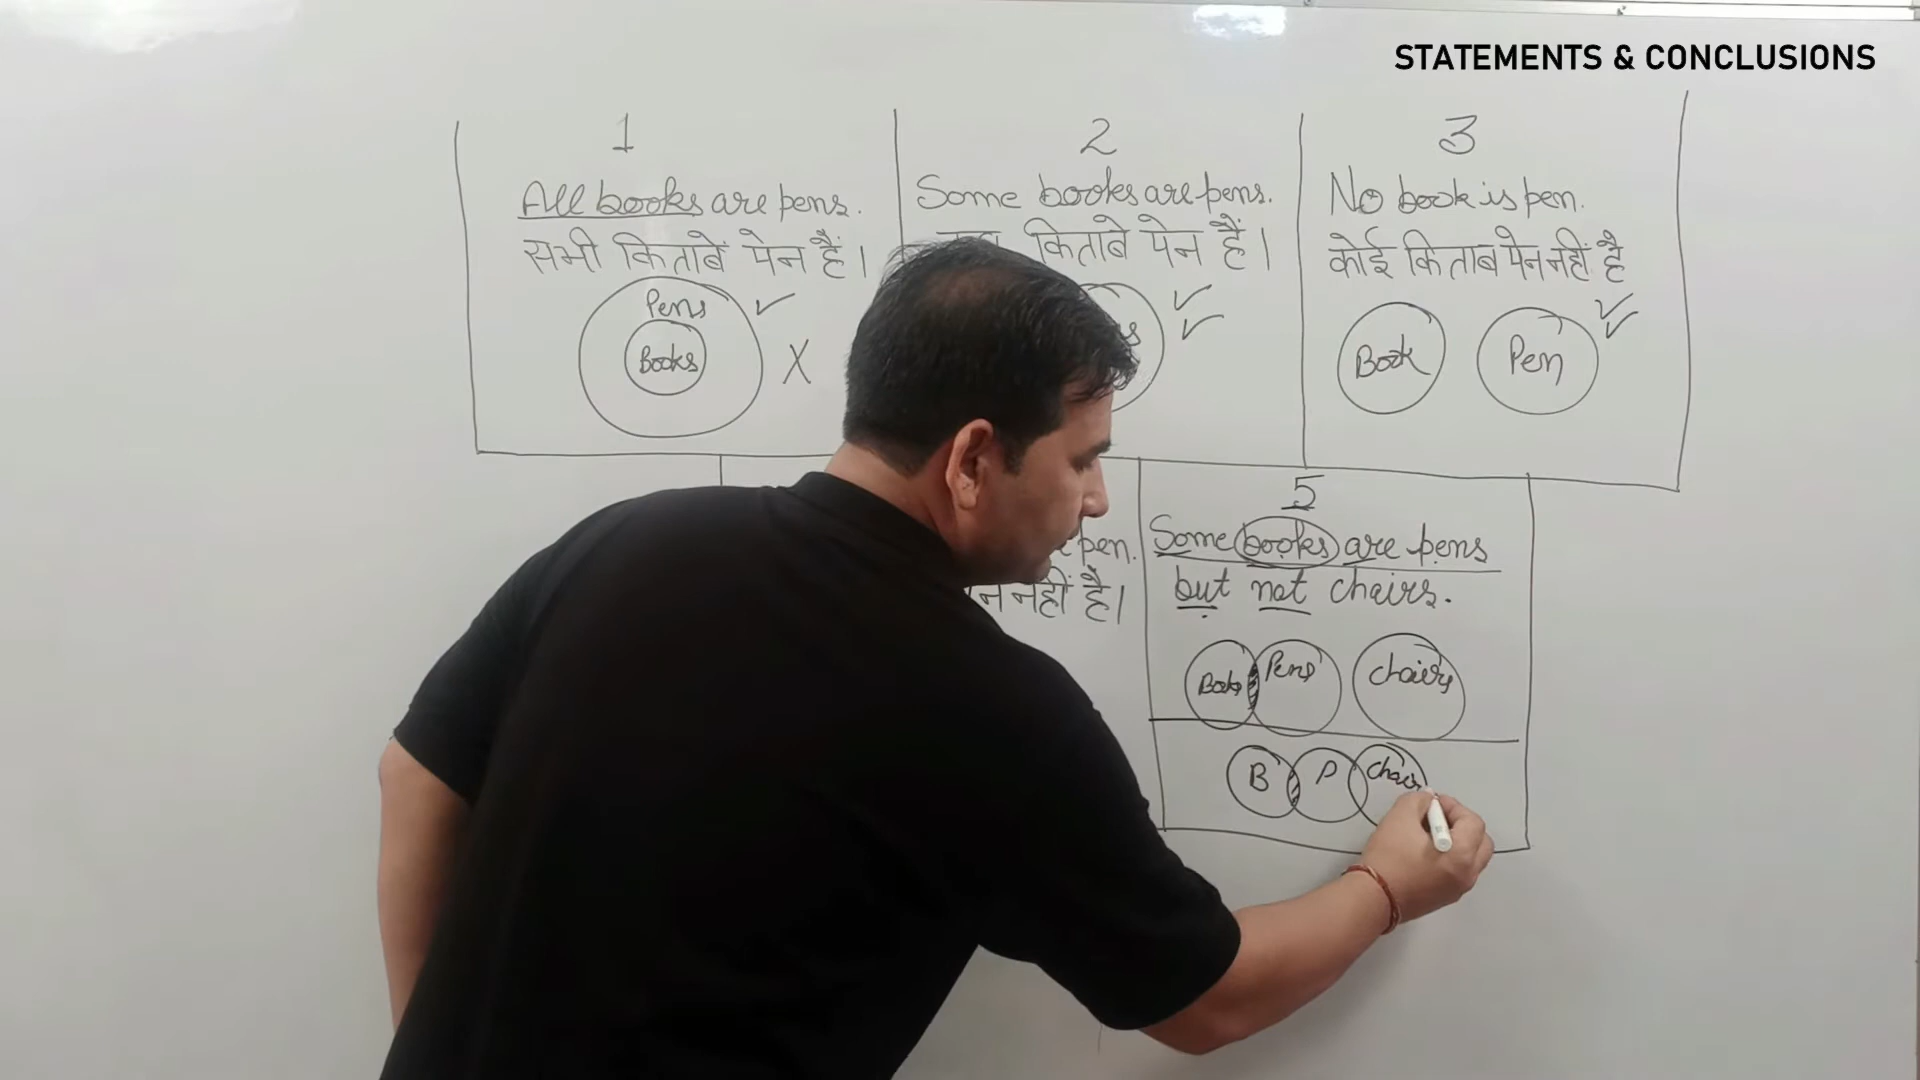 STATEMENTS & CONCLUSIONS
1
All books are pens.
सभी किताबें पेन हैं।
Pens
Books
2
Some books are pens.
किताबे पेन हैं।
3
No book is pen.
कोई किताब पेन नहीं है
Book
Pen
pen.
नहीं है।
5
Some books are pens
but not chairs.
Books
Pens
chairs
B
P